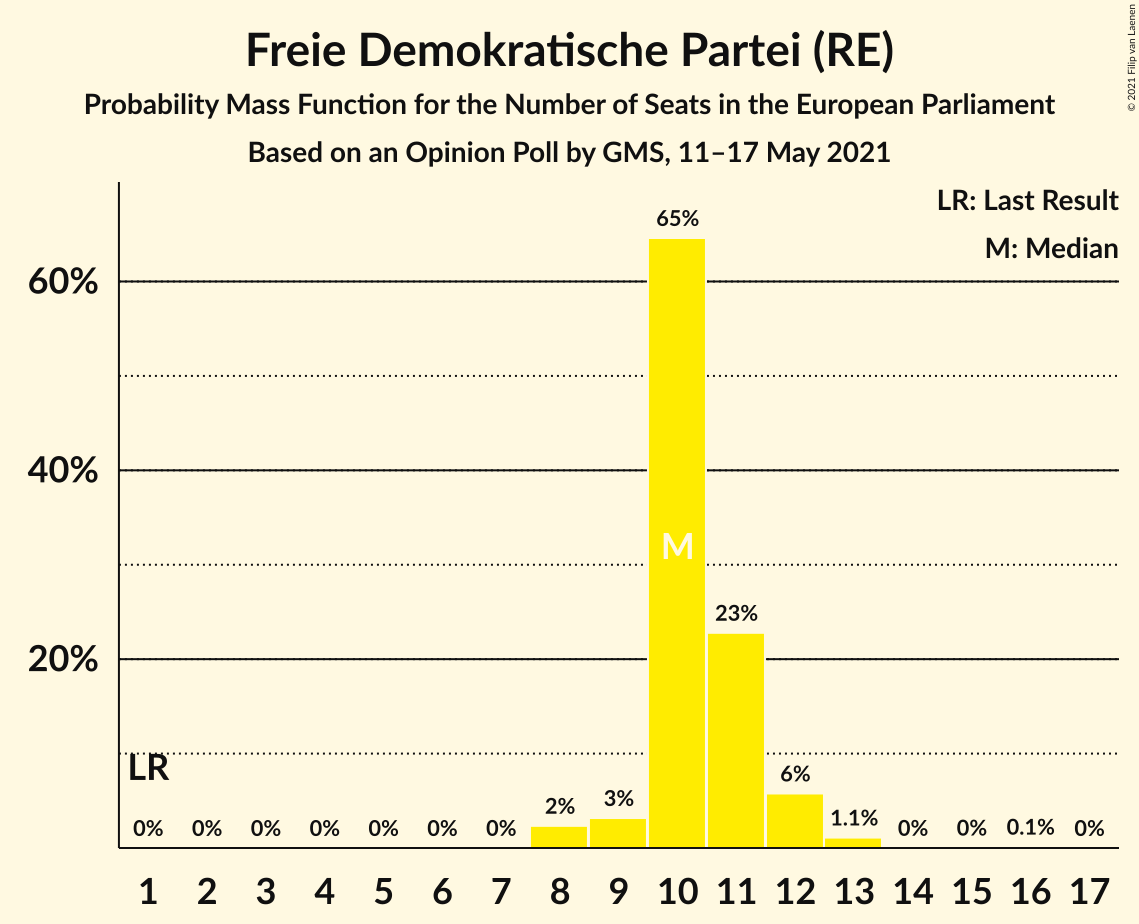 Freie Demokratische Partei (RE)
Probability Mass Function for the Number of Seats in the European Parliament
Based on an Opinion Poll by GMS, 11–17 May 2021
© 2021 Filip van Laenen
LR: Last Result
M: Median
60%
40%
20%
65%
M
23%
LR
6%
0% 0% 0% 0% 0% 0% 0% 2% 3% 1.1% 0% 0% 0.1% 0%
1 2 3 4 5 6 7 8 9 10 11 12 13 14 15 16 17